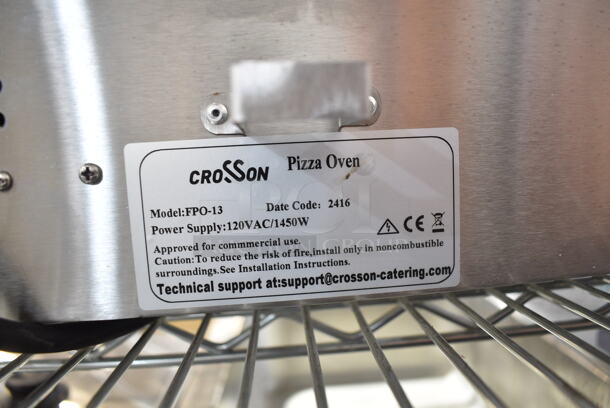 CROSSON Pizza Oven
Model:FPO-13 Date Code: 2416
Power Supply:120VAC/1450W
Approved for commercial use.
Caution:To reduce the risk of fire,install only in noncombustible
surroundings.See Installation Instructions.
Technical support at:support@crosson-catering.com
CE